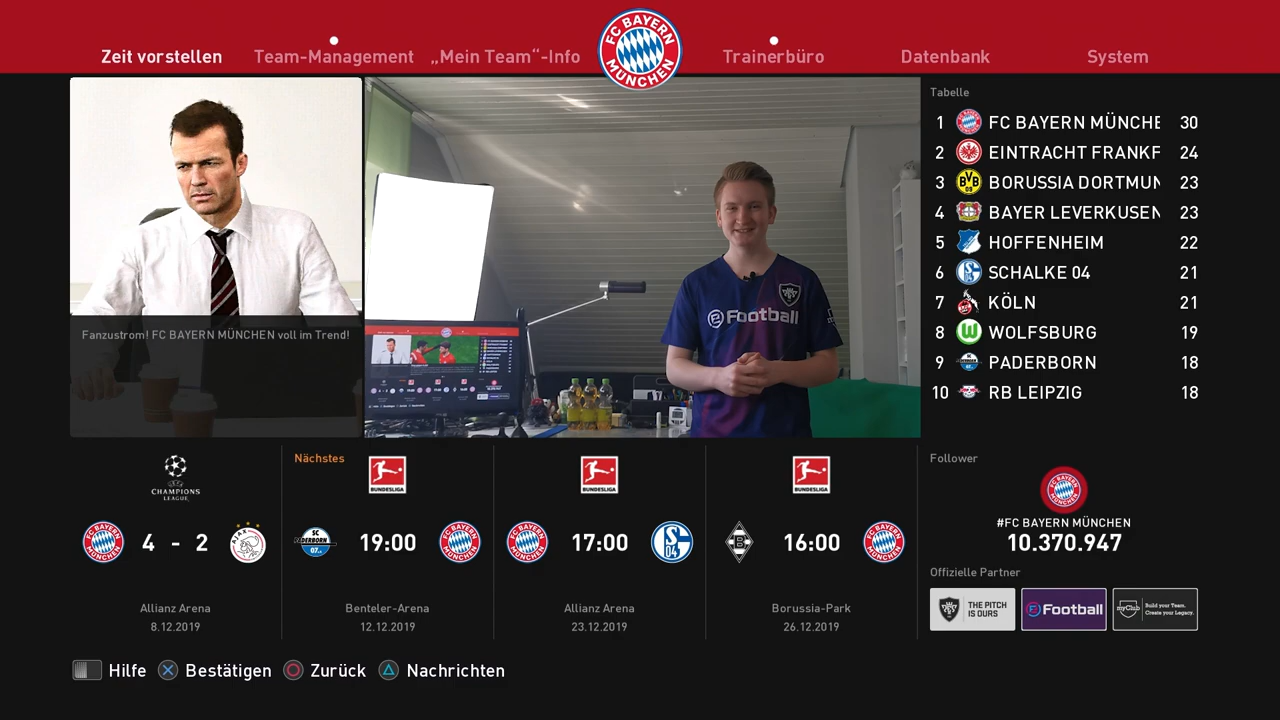 Zeit vorstellen
Team-Management
„Mein Team“-Info
FC BAYERN
MÜNCHEN
Trainerbüro
Datenbank
System
Fanzustrom! FC BAYERN MÜNCHEN voll im Trend!
eFootball
Tabelle
1 FC BAYERN MÜNCHE 30
2 EINTRACHT FRANKF 24
3 BORUSSIA DORTMUN 23
4 BAYER LEVERKUSEN 23
5 HOFFENHEIM 22
6 SCHALKE 04 21
7 KÖLN 21
8 WOLFSBURG 19
9 PADERBORN 18
10 RB LEIPZIG 18
CHAMPIONS
LEAGUE
4 - 2
Allianz Arena
8.12.2019
Nächstes
BUNDESLIGA
19:00
Benteler-Arena
12.12.2019
BUNDESLIGA
17:00
Allianz Arena
23.12.2019
BUNDESLIGA
16:00
Borussia-Park
26.12.2019
Follower
#FC BAYERN MÜNCHEN
10.370.947
Offizielle Partner
THE PITCH
IS OURS
eFootball
myClub
Build your Team.
Create your Legacy.
Hilfe
Bestätigen
Zurück
Nachrichten